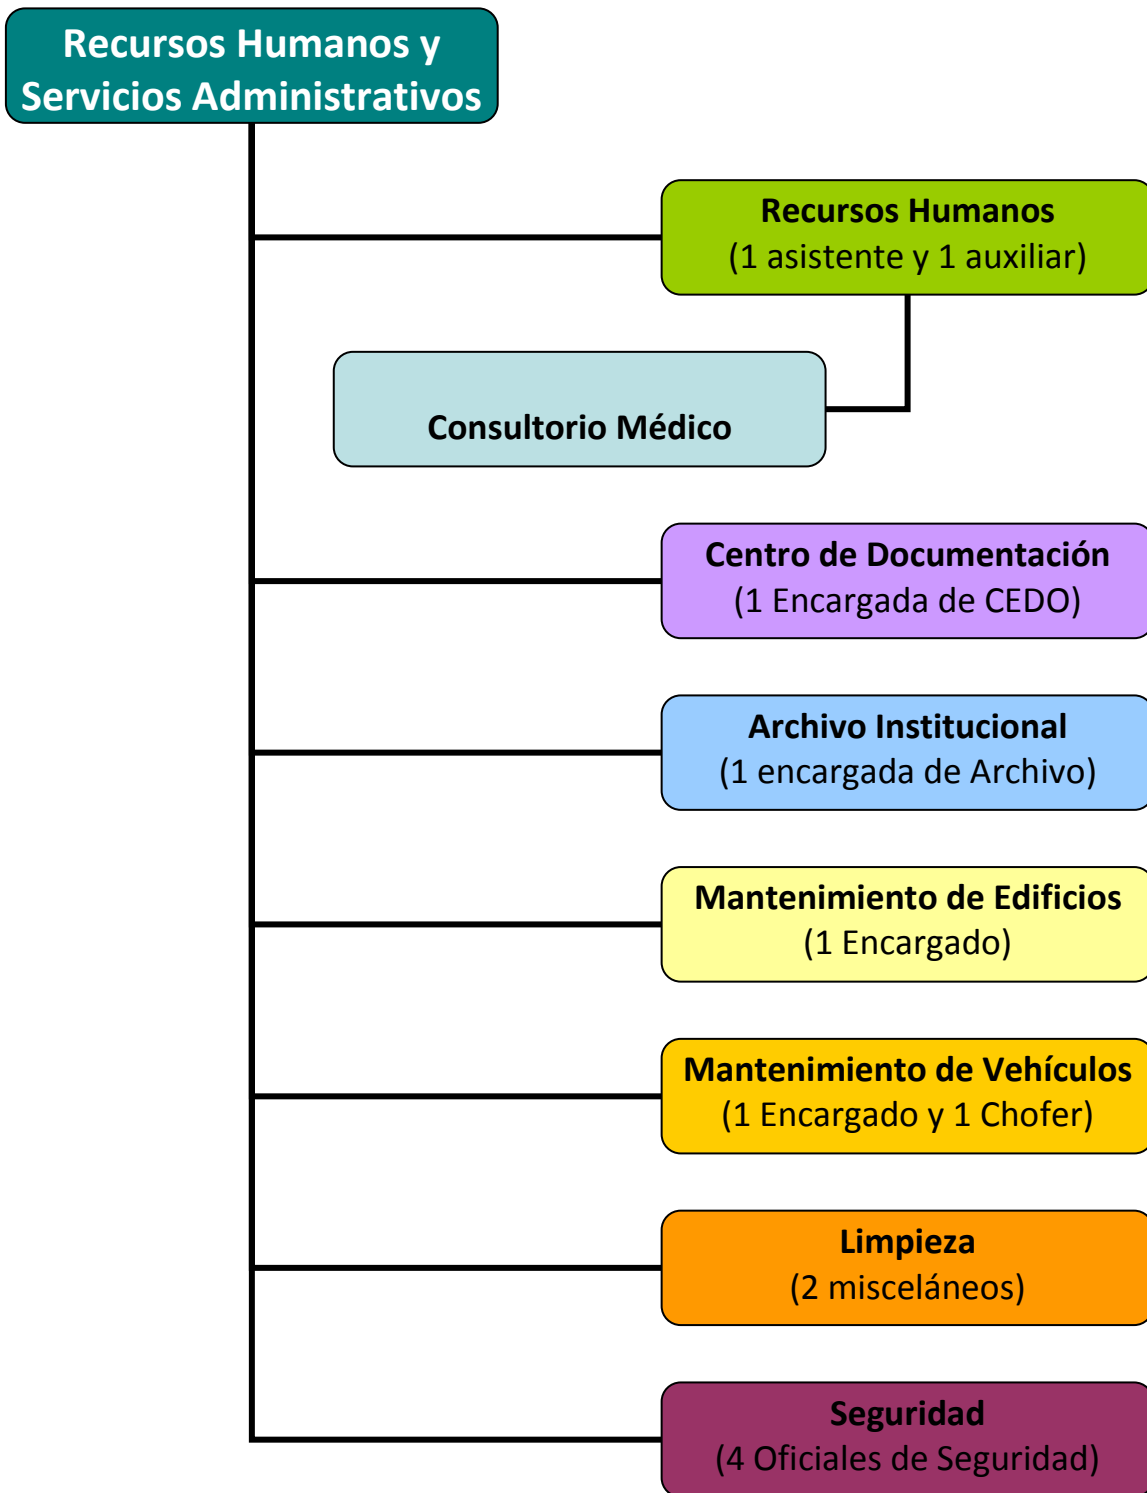 Recursos Humanos y
Servicios Administrativos
Recursos Humanos
(1 asistente y 1 auxiliar)
Consultorio Médico
Centro de Documentación
(1 Encargada de CEDO)
Archivo Institucional
(1 encargada de Archivo)
Mantenimiento de Edificios
(1 Encargado)
Mantenimiento de Vehículos
(1 Encargado y 1 Chofer)
Limpieza
(2 misceláneos)
Seguridad
(4 Oficiales de Seguridad)